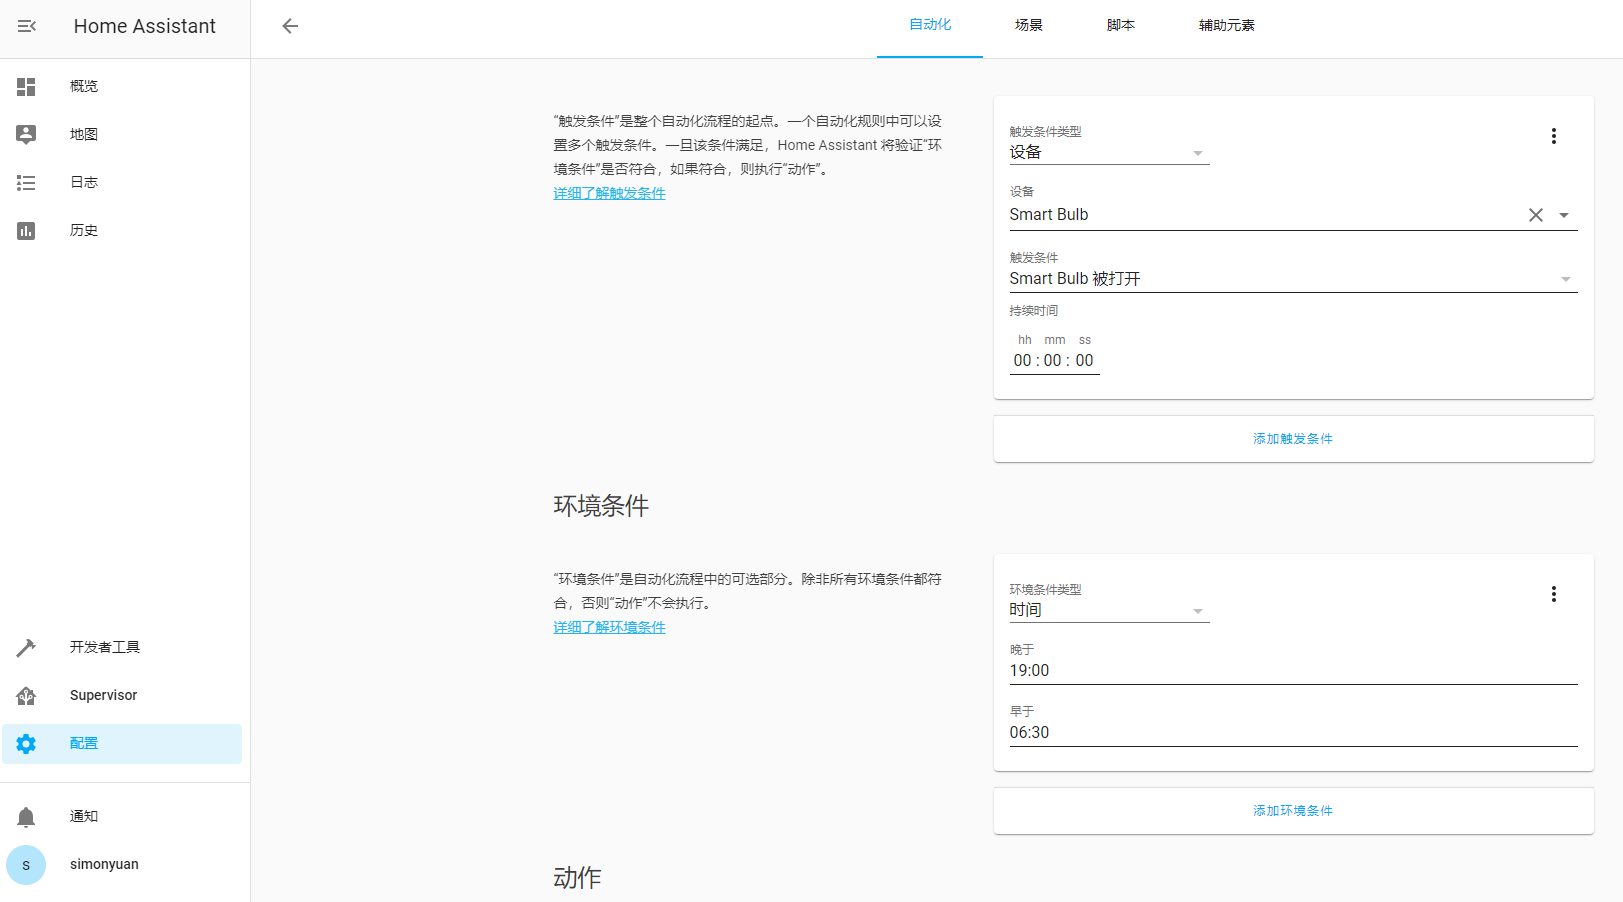 Home Assistant
自动化
场景
脚本
辅助元素
概览
地图
日志
历史
开发者工具
Supervisor
配置
通知
S
simonyuan
“触发条件”是整个自动化流程的起点。一个自动化规则中可以设
置多个触发条件。一旦该条件满足，Home Assistant 将验证“环
境条件”是否符合，如果符合，则执行“动作”。
详细了解触发条件
触发条件类型
设备
设备
Smart Bulb
触发条件
Smart Bulb 被打开
持续时间
hh mm ss
00 : 00 : 00
添加触发条件
环境条件
“环境条件”是自动化流程中的可选部分。除非所有环境条件都符
合，否则“动作”不会执行。
详细了解环境条件
环境条件类型
时间
晚于
19:00
早于
06:30
添加环境条件
动作